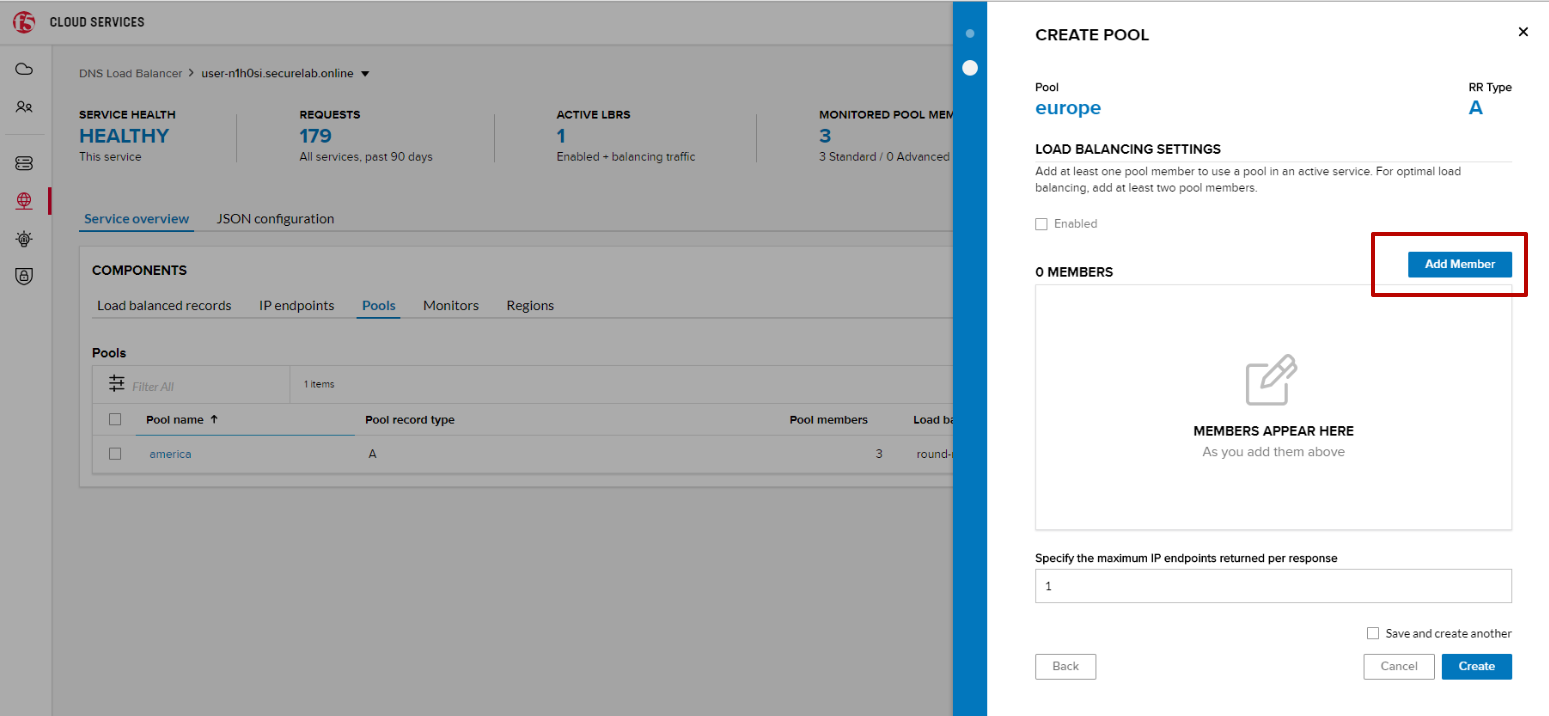 f5 CLOUD SERVICES
DNS Load Balancer > user-n1h0si.securelab.online
SERVICE HEALTH
HEALTHY
This service
REQUESTS
179
All services, past 90 days
ACTIVE LBRS
1
Enabled + balancing traffic
MONITORED POOL MEM
3
3 Standard / 0 Advanced
Service overview JSON configuration
COMPONENTS
Load balanced records IP endpoints Pools Monitors Regions
Pools
Filter All 1 items
Pool name ↑ Pool record type Pool members Load ba
america A 3 round-r
CREATE POOL
Pool
europe
RR Type
A
LOAD BALANCING SETTINGS
Add at least one pool member to use a pool in an active service. For optimal load
balancing, add at least two pool members.
Enabled
0 MEMBERS
Add Member
MEMBERS APPEAR HERE
As you add them above
Specify the maximum IP endpoints returned per response
1
Save and create another
Back Cancel Create